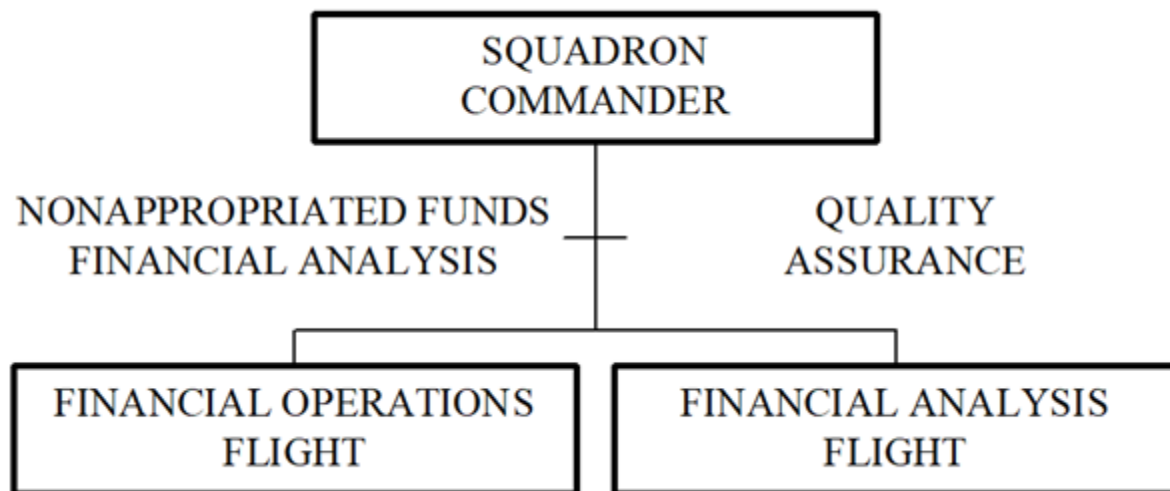 SQUADRON
COMMANDER
NONAPPROPRIATED FUNDS
FINANCIAL ANALYSIS
QUALITY
ASSURANCE
FINANCIAL OPERATIONS
FLIGHT
FINANCIAL ANALYSIS
FLIGHT